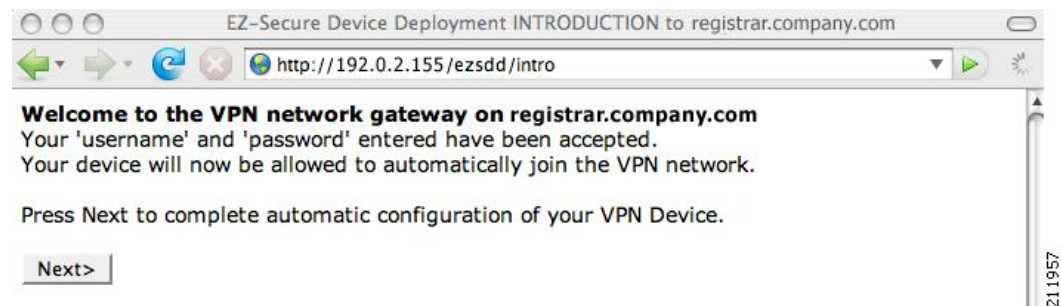 EZ-Secure Device Deployment INTRODUCTION to registrar.company.com
http://192.0.2.155/ezsdd/intro
Welcome to the VPN network gateway on registrar.company.com
Your 'username' and 'password' entered have been accepted.
Your device will now be allowed to automatically join the VPN network.
Press Next to complete automatic configuration of your VPN Device.
Next>
211957